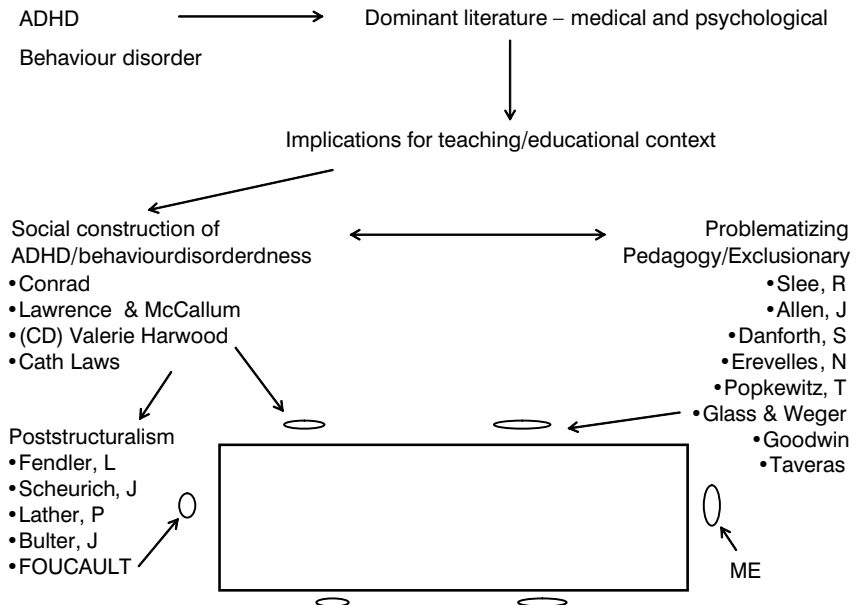 ADHD
Dominant literature – medical and psychological
Behaviour disorder
Implications for teaching/educational context
Social construction of
ADHD/behaviourdisorderdness
•Conrad
•Lawrence & McCallum
•(CD) Valerie Harwood
•Cath Laws
Problematizing
Pedagogy/Exclusionary
•Slee, R
•Allen, J
•Danforth, S
•Erevelles, N
•Popkewitz, T
•Glass & Weger
•Goodwin
•Taveras
Poststructuralism
•Fendler, L
•Scheurich, J
•Lather, P
•Bulter, J
•FOUCAULT
ME